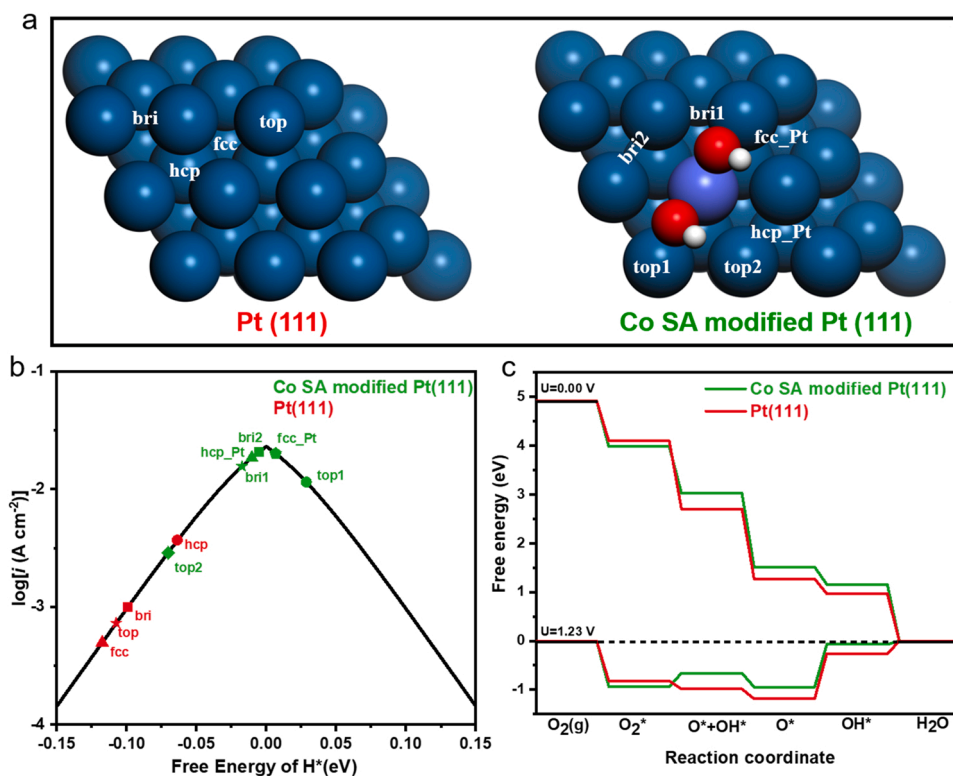 a
bri
top
fcc
hcp
Pt (111)
bri1
bri2
fcc_Pt
hcp_Pt
top1
top2
Co SA modified Pt (111)
b
-1
-2
-3
-4
log[i (A cm-2)]
Co SA modified Pt(111)
Pt(111)
bri2
fcc_Pt
hcp_Pt
bri1
top1
hcp
top2
bri
top
fcc
-0.15
-0.10
-0.05
0.00
0.05
0.10
0.15
Free Energy of H*(eV)
c
5
4
3
2
1
0
-1
Free energy (eV)
U=0.00 V
Co SA modified Pt(111)
Pt(111)
U=1.23 V
O2(g)
O2*
O*+OH*
O*
OH*
H2O
Reaction coordinate